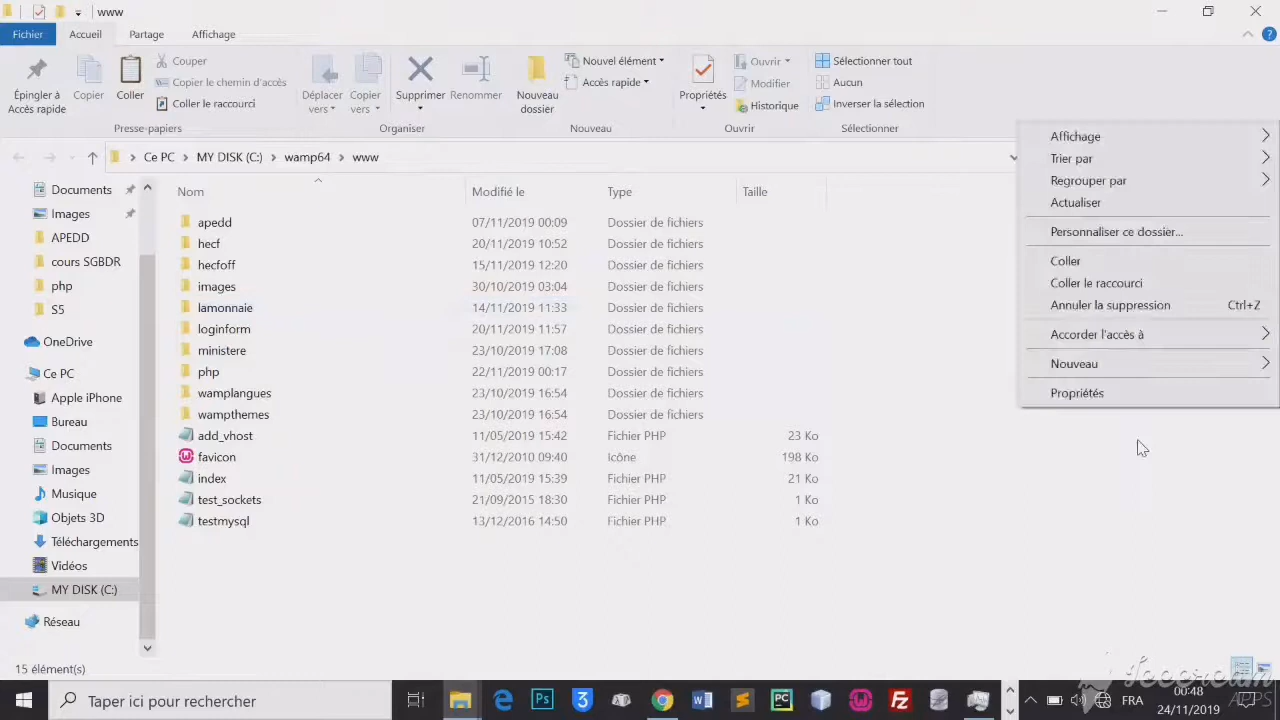 www
Fichier Accueil Partage Affichage
Épingler à Accès rapide
Copier
Coller
Couper
Copier le chemin d'accès
Coller le raccourci
Presse-papiers
Déplacer vers
Copier vers
Supprimer
Renommer
Organiser
Nouveau dossier
Nouvel élément
Accès rapide
Nouveau
Propriétés
Ouvrir
Modifier
Historique
Ouvrir
Sélectionner tout
Aucun
Inverser la sélection
Sélectionner
Ce PC > MY DISK (C:) > wamp64 > www
Documents
Images
APEDD
cours SGBDR
php
S5
OneDrive
Ce PC
Apple iPhone
Bureau
Documents
Images
Musique
Objets 3D
Téléchargements
Vidéos
MY DISK (C:)
Réseau
Nom Modifié le Type Taille
apedd 07/11/2019 00:09 Dossier de fichiers
hecf 20/11/2019 10:52 Dossier de fichiers
hecfoff 15/11/2019 12:20 Dossier de fichiers
images 30/10/2019 03:04 Dossier de fichiers
lamonnaie 14/11/2019 11:33 Dossier de fichiers
loginform 20/11/2019 11:57 Dossier de fichiers
ministere 23/10/2019 17:08 Dossier de fichiers
php 22/11/2019 00:17 Dossier de fichiers
wamplangues 23/10/2019 16:54 Dossier de fichiers
wampthemes 23/10/2019 16:54 Dossier de fichiers
add_vhost 11/05/2019 15:42 Fichier PHP 23 Ko
favicon 31/12/2010 09:40 Icône 198 Ko
index 11/05/2019 15:39 Fichier PHP 21 Ko
test_sockets 21/09/2015 18:30 Fichier PHP 1 Ko
testmysql 13/12/2016 14:50 Fichier PHP 1 Ko
Affichage
Trier par
Regrouper par
Actualiser
Personnaliser ce dossier...
Coller
Coller le raccourci
Annuler la suppression Ctrl+Z
Accorder l'accès à
Nouveau
Propriétés
15 élément(s)
Taper ici pour rechercher
Ps
3
W
PC
Fz
FRA
00:48
24/11/2019
APPS